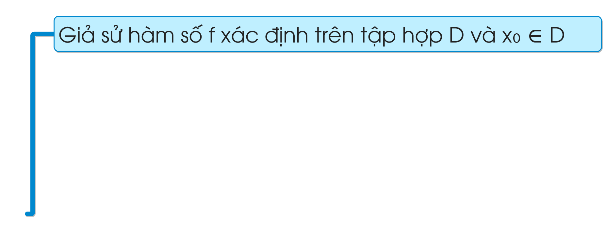 Giả sử hàm số f xác định trên tập hợp D và x₀ ∈ D